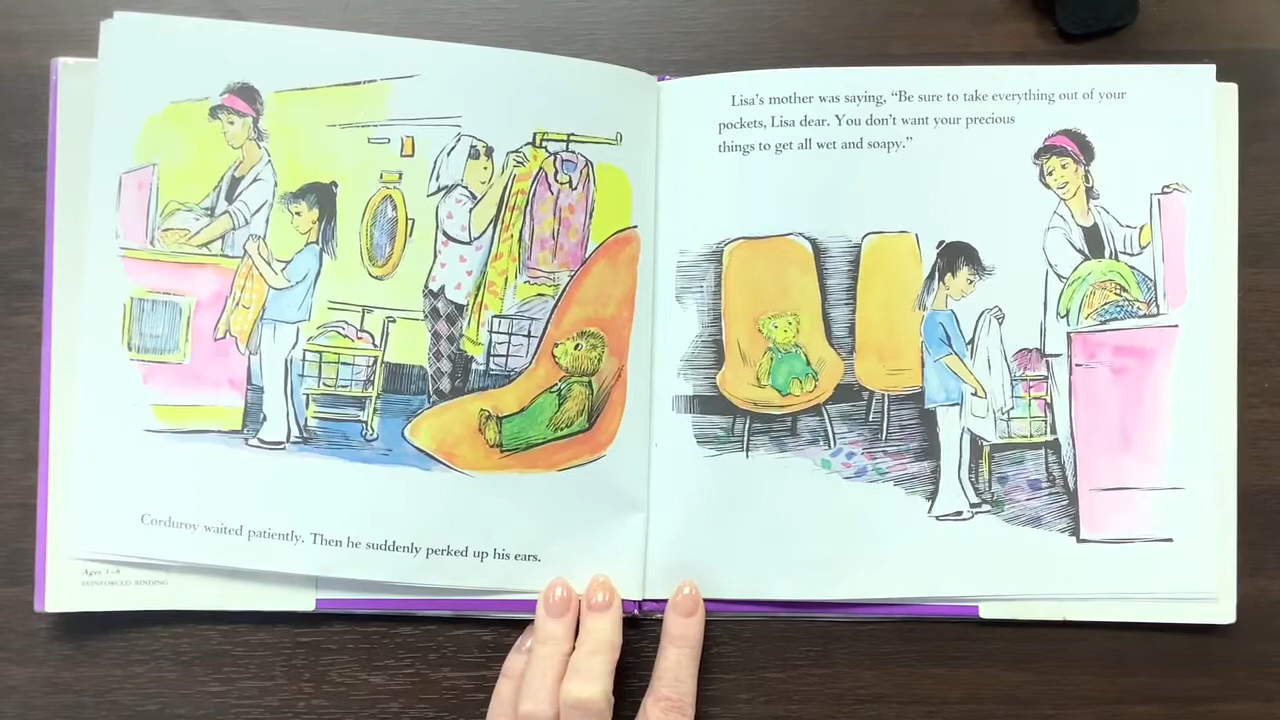 Corduroy waited patiently. Then he suddenly perked up his ears.
Ages 3–8
REINFORCED BINDING
Lisa's mother was saying, “Be sure to take everything out of your
pockets, Lisa dear. You don't want your precious
things to get all wet and soapy.”